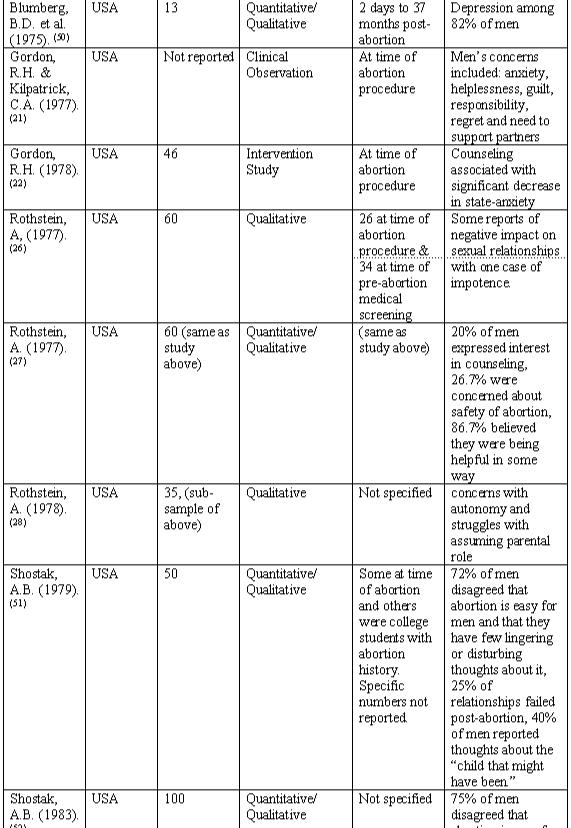 Blumberg,
B.D. et al.
(1975). (50)
USA
13
Quantitative/
Qualitative
2 days to 37
months post-
abortion
Depression among
82% of men
Gordon,
R.H. &
Kilpatrick,
C.A. (1977).
(21)
USA
Not reported
Clinical
Observation
At time of
abortion
procedure
Men's concerns
included: anxiety,
helplessness, guilt,
responsibility,
regret and need to
support partners
Gordon,
R.H. (1978).
(22)
USA
46
Intervention
Study
At time of
abortion
procedure
Counseling
associated with
significant decrease
in state-anxiety
Rothstein,
A, (1977).
(26)
USA
60
Qualitative
26 at time of
abortion
procedure &
34 at time of
pre-abortion
medical
screening
Some reports of
negative impact on
sexual relationships
with one case of
impotence.
Rothstein,
A. (1977).
(27)
USA
60 (same as
study
above)
Quantitative/
Qualitative
(same as
study above)
20% of men
expressed interest
in counseling,
26.7% were
concerned about
safety of abortion,
86.7% believed
they were being
helpful in some
way
Rothstein,
A. (1978).
(28)
USA
35, (sub-
sample of
above)
Qualitative
Not specified
concerns with
autonomy and
struggles with
assuming parental
role
Shostak,
A.B. (1979).
(51)
USA
50
Quantitative/
Qualitative
Some at time
of abortion
and others
were college
students with
abortion
history.
Specific
numbers not
reported.
72% of men
disagreed that
abortion is easy for
men and that they
have few lingering
or disturbing
thoughts about it,
25% of
relationships failed
post-abortion, 40%
of men reported
thoughts about the
"child that might
have been."
Shostak,
A.B. (1983).
USA
100
Quantitative/
Qualitative
Not specified
75% of men
disagreed that